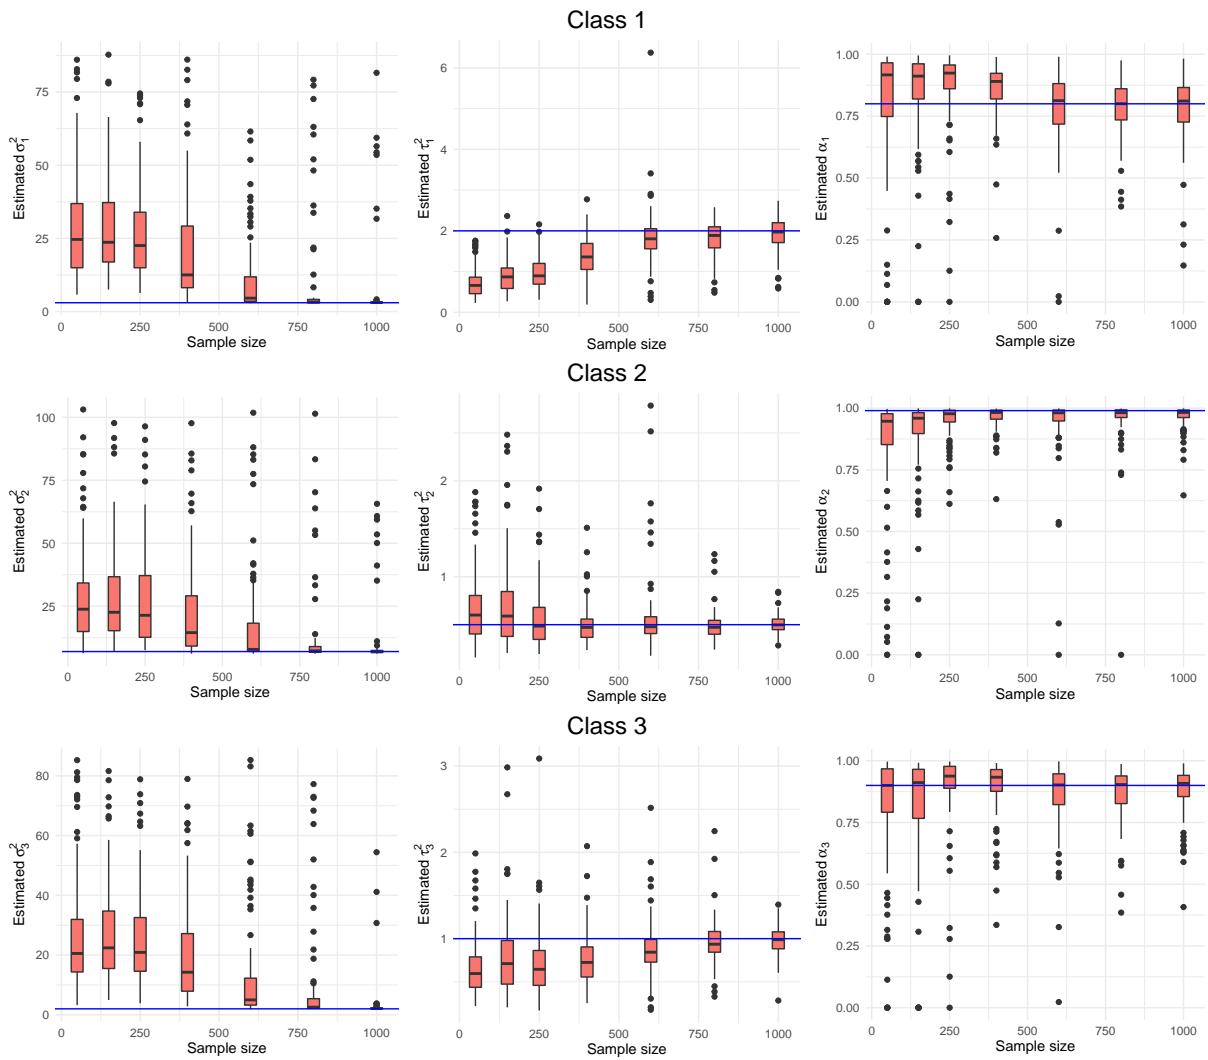 Class 1
Estimated σ₁²
75
50
25
0
0 250 500 750 1000
Sample size
Estimated τ₁²
6
4
2
0
0 250 500 750 1000
Sample size
Estimated α₁
1.00
0.75
0.50
0.25
0.00
0 250 500 750 1000
Sample size
Class 2
Estimated σ₂²
100
75
50
25
0 250 500 750 1000
Sample size
Estimated τ₂²
2
1
0 250 500 750 1000
Sample size
Estimated α₂
1.00
0.75
0.50
0.25
0.00
0 250 500 750 1000
Sample size
Class 3
Estimated σ₃²
80
60
40
20
0
0 250 500 750 1000
Sample size
Estimated τ₃²
3
2
1
0 250 500 750 1000
Sample size
Estimated α₃
1.00
0.75
0.50
0.25
0.00
0 250 500 750 1000
Sample size